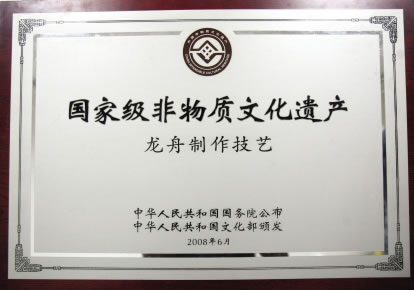 国家级非物质文化遗产
龙舟制作技艺
中华人民共和国国务院公布
中华人民共和国文化部颁发
2008年6月